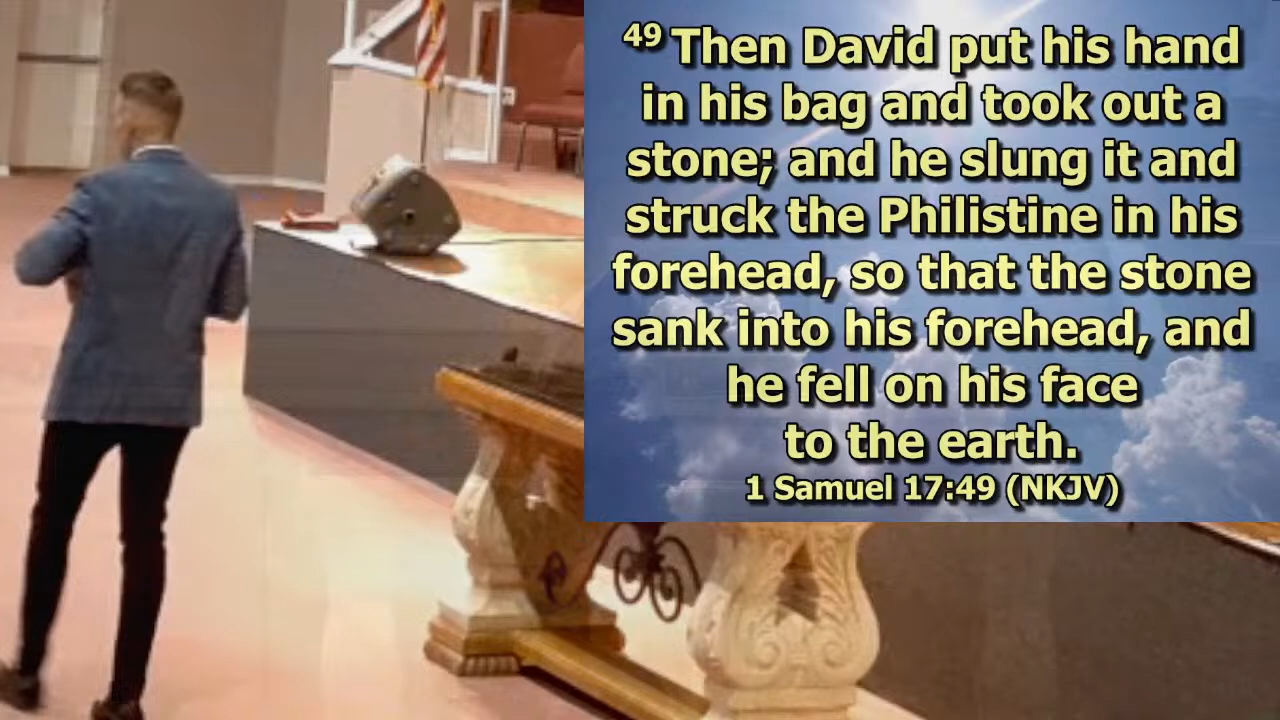 49 Then David put his hand
in his bag and took out a
stone; and he slung it and
struck the Philistine in his
forehead, so that the stone
sank into his forehead, and
he fell on his face
to the earth.
1 Samuel 17:49 (NKJV)